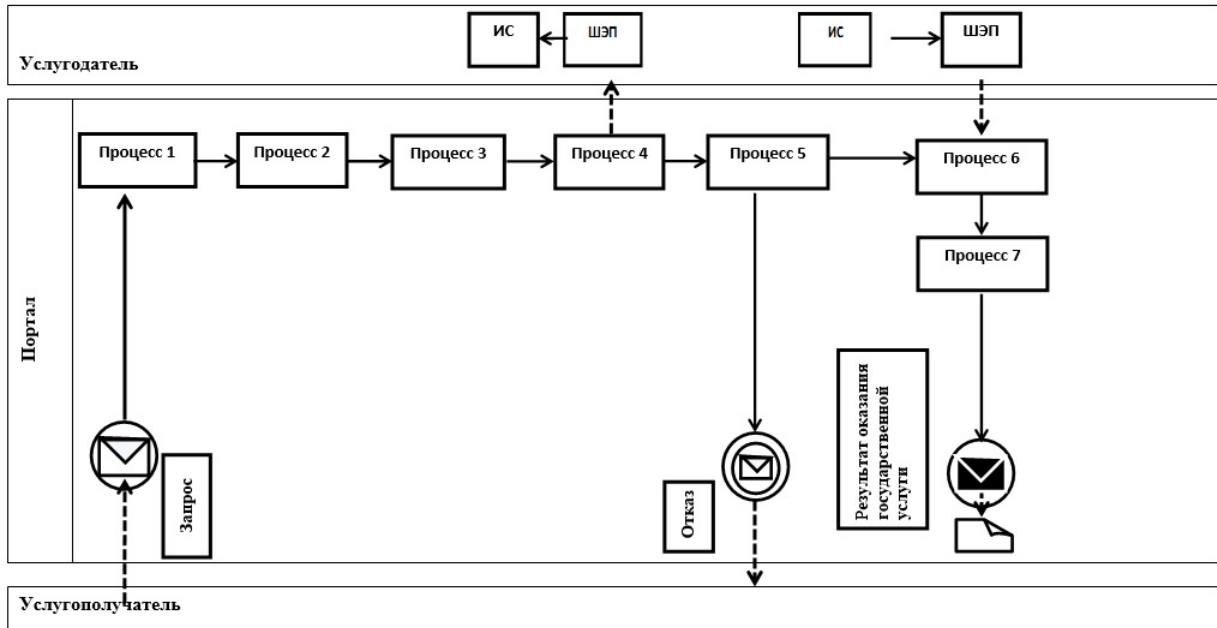 ИС
ШЭП
ИС
ШЭП
Услугодатель
Процесс 1
Процесс 2
Процесс 3
Процесс 4
Процесс 5
Процесс 6
Процесс 7
Портал
Запрос
Отказ
Результат оказания
государственной
услуги
Услугополучатель